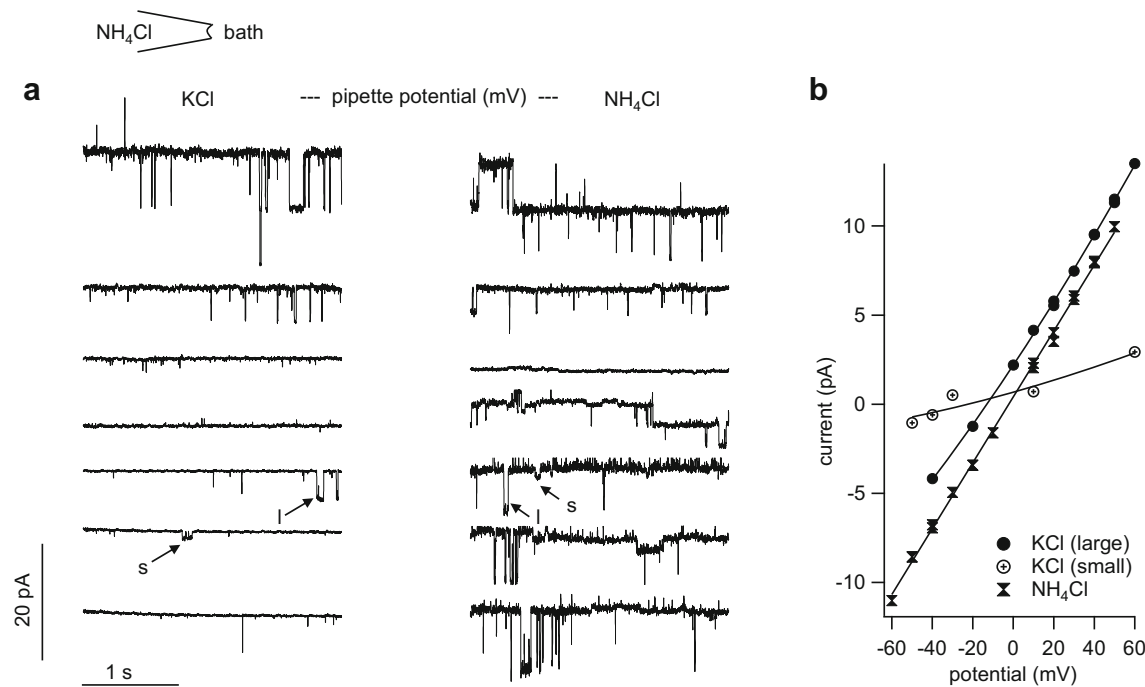 NH₄Cl bath
a
KCl --- pipette potential (mV) --- NH₄Cl
l
s
s
l
20 pA
1 s
b
10
5
0
-5
-10
current (pA)
KCl (large)
KCl (small)
NH₄Cl
-60 -40 -20 0 20 40 60
potential (mV)